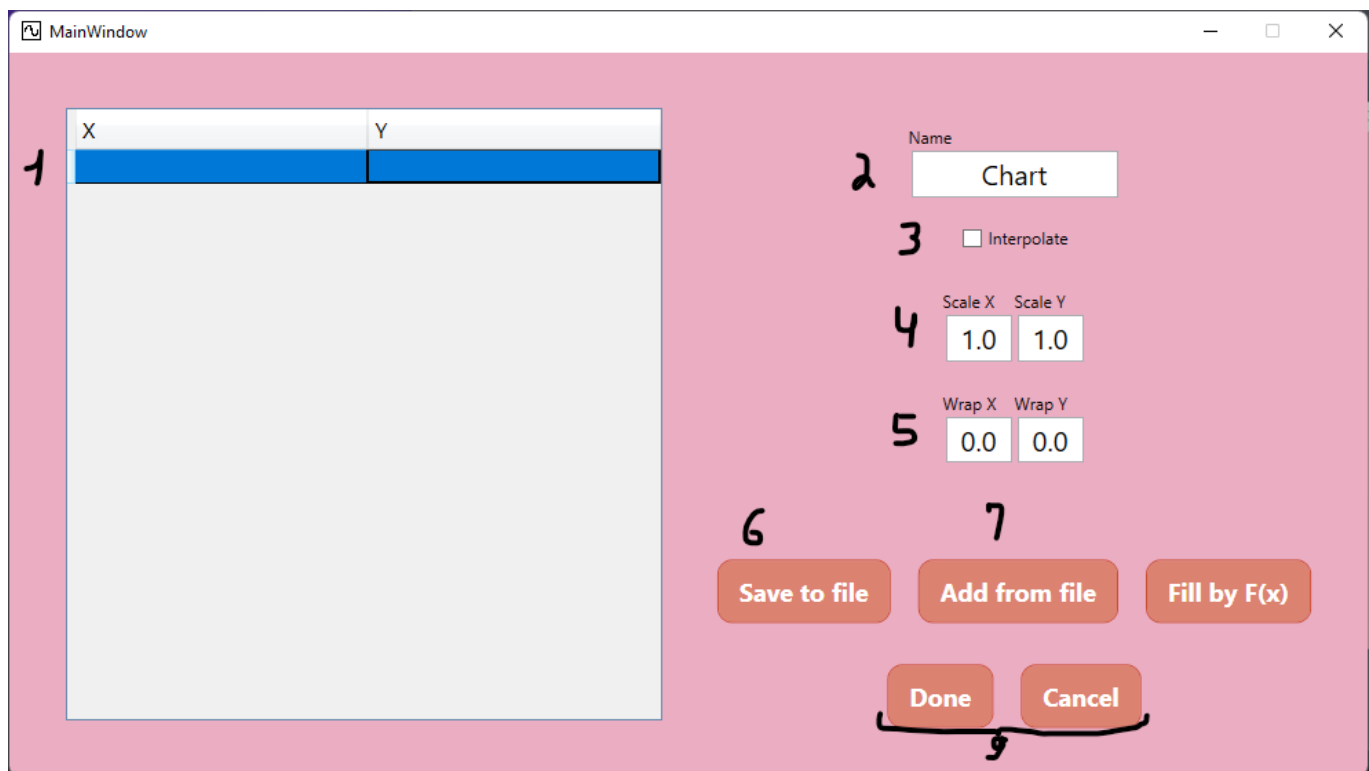 MainWindow
X Y
1
Name
2 Chart
3 Interpolate
Scale X Scale Y
4 1.0 1.0
Wrap X Wrap Y
5 0.0 0.0
6 7
Save to file Add from file Fill by F(x)
Done Cancel
9